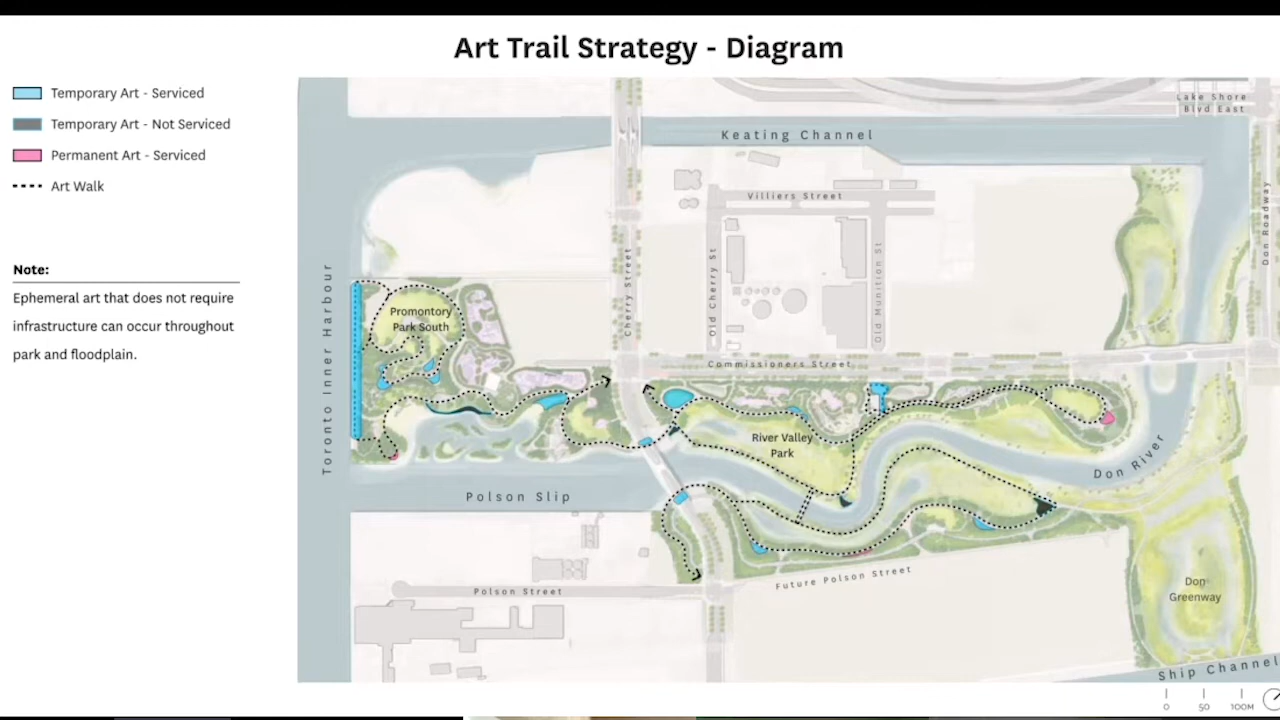 Art Trail Strategy - Diagram
Temporary Art - Serviced
Temporary Art - Not Serviced
Permanent Art - Serviced
Art Walk
Note:
Ephemeral art that does not require
infrastructure can occur throughout
park and floodplain.
Lake Shore
Blvd East
Keating Channel
Villiers Street
Don Roadway
Toronto Inner Harbour
Cherry Street
Old Cherry St
Old Munition St
Promontory
Park South
Commissioners Street
River Valley
Park
Don River
Polson Slip
Future Polson Street
Polson Street
Don
Greenway
Ship Channel
0 50 100M